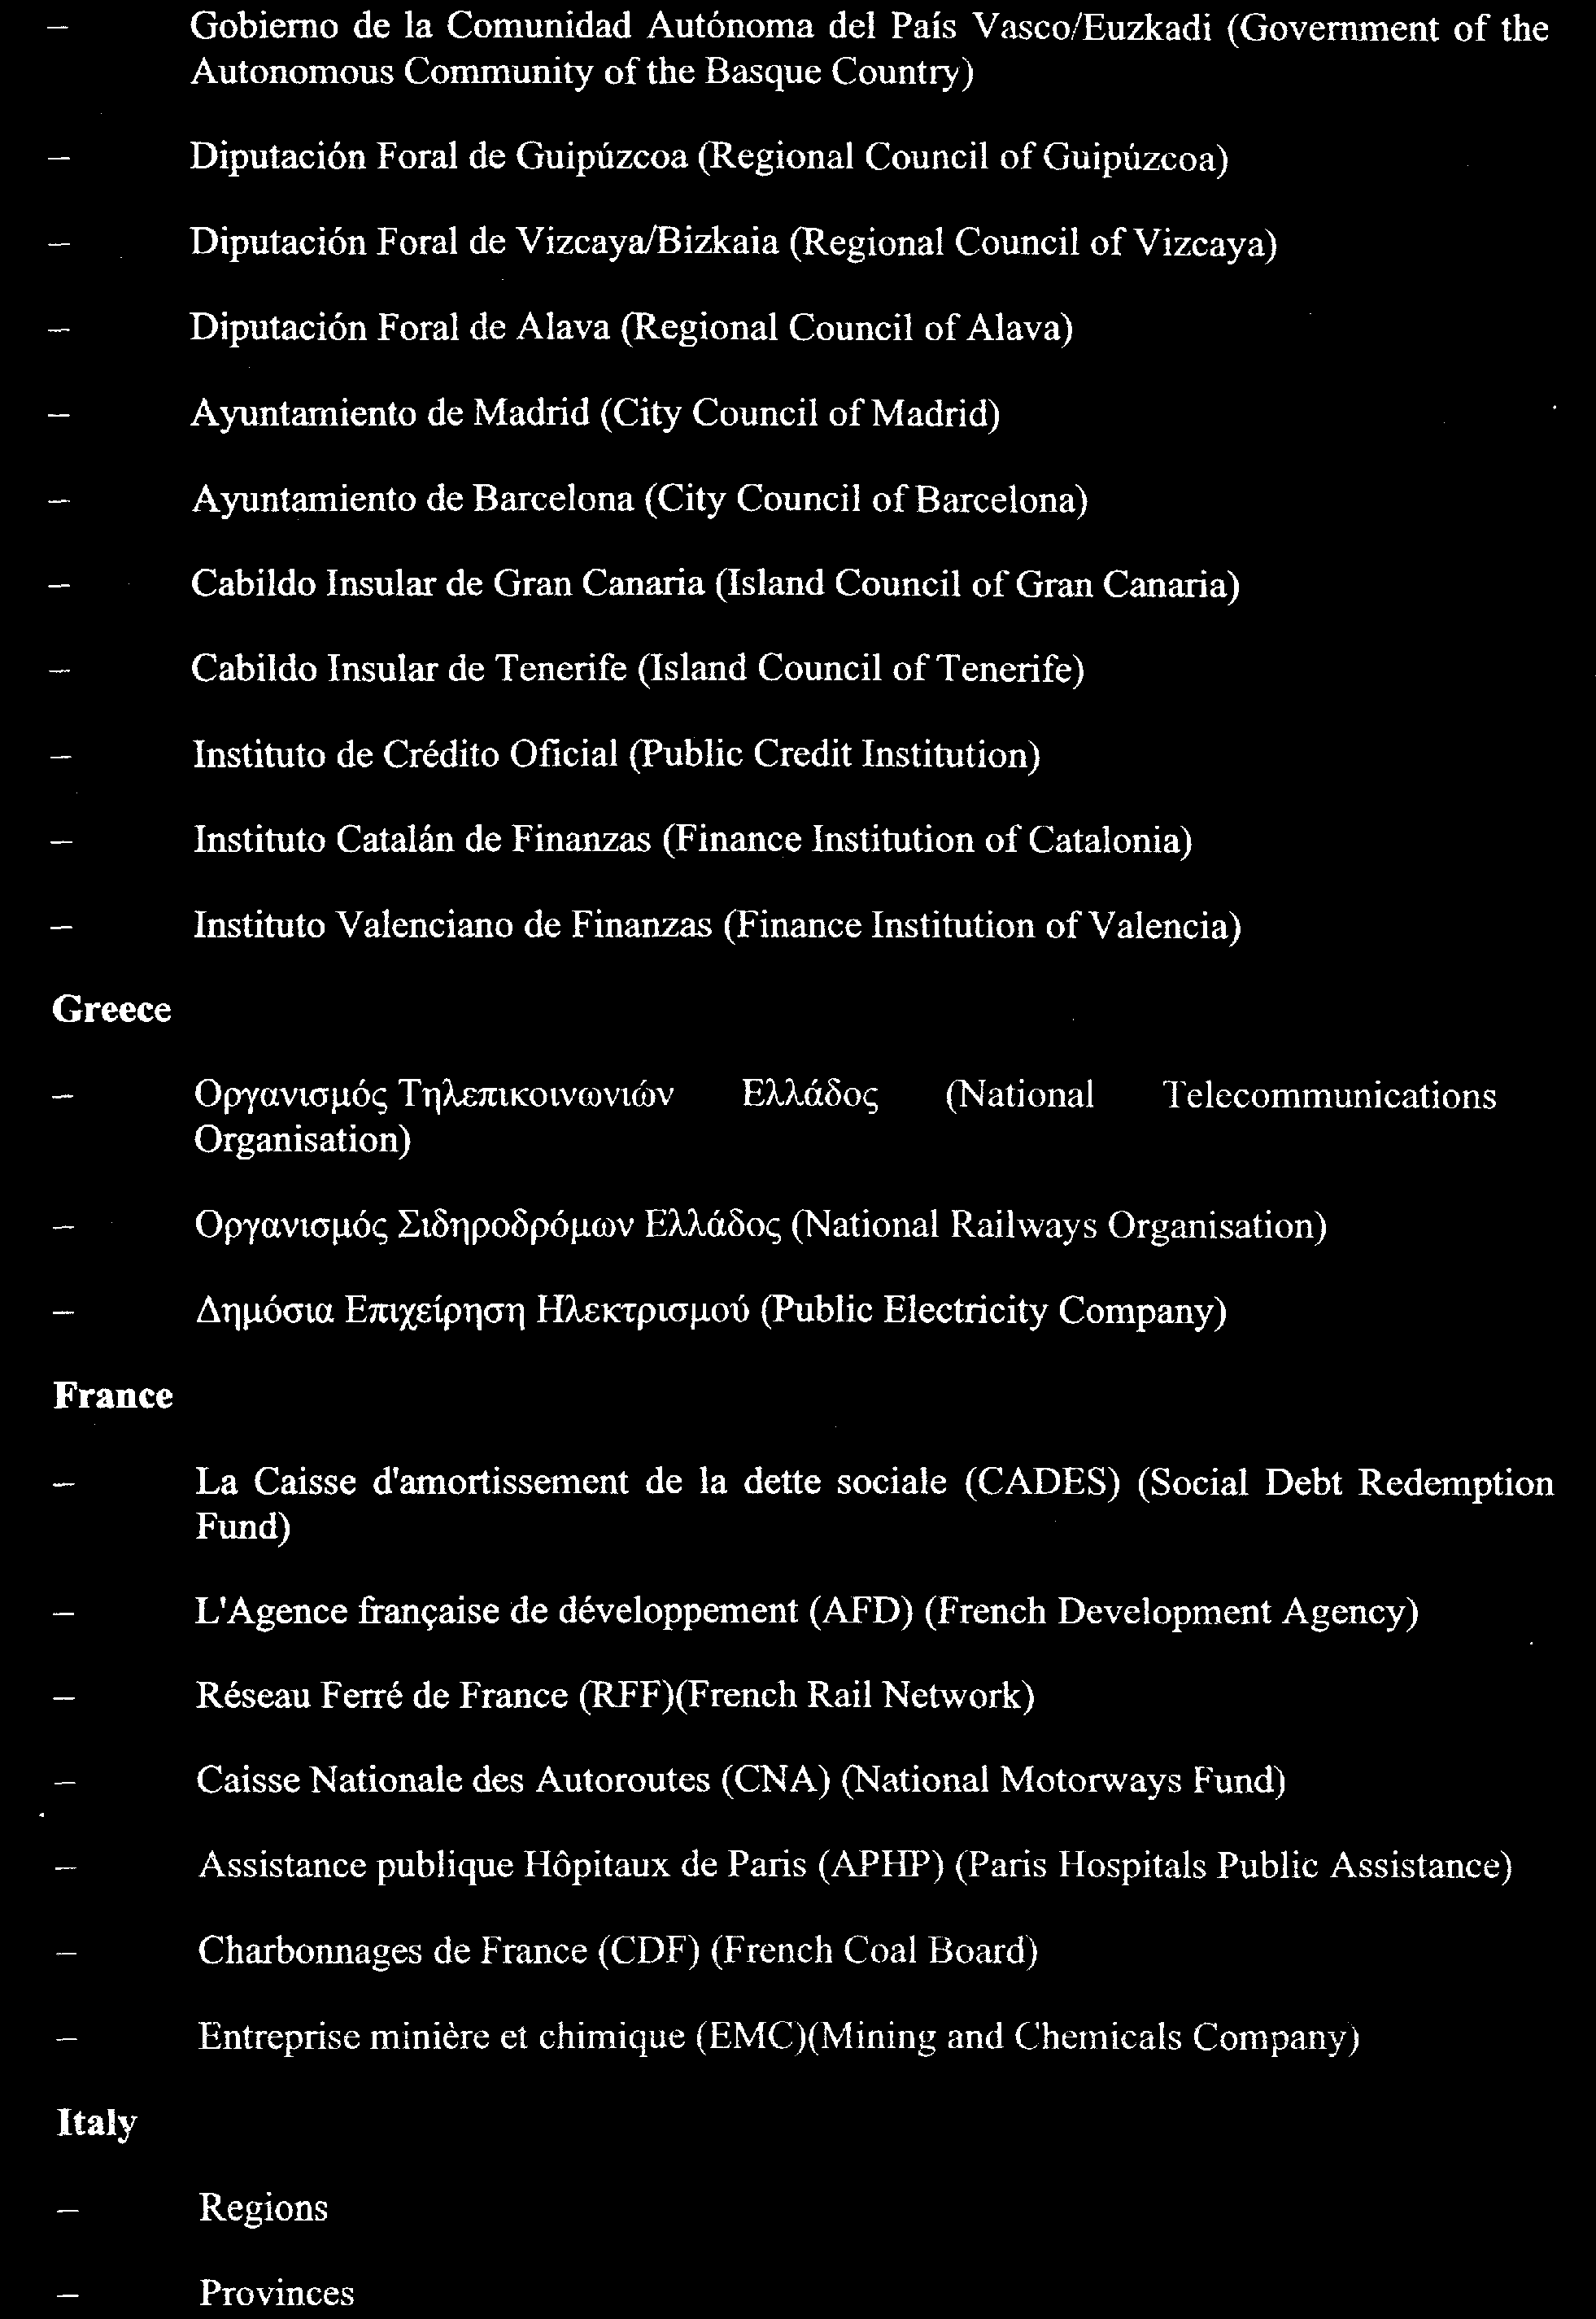 – Gobierno de la Comunidad Autónoma del País Vasco/Euzkadi (Government of the
Autonomous Community of the Basque Country)
– Diputación Foral de Guipúzcoa (Regional Council of Guipúzcoa)
– Diputación Foral de Vizcaya/Bizkaia (Regional Council of Vizcaya)
– Diputación Foral de Alava (Regional Council of Alava)
– Ayuntamiento de Madrid (City Council of Madrid)
– Ayuntamiento de Barcelona (City Council of Barcelona)
– Cabildo Insular de Gran Canaria (Island Council of Gran Canaria)
– Cabildo Insular de Tenerife (Island Council of Tenerife)
– Instituto de Crédito Oficial (Public Credit Institution)
– Instituto Catalán de Finanzas (Finance Institution of Catalonia)
– Instituto Valenciano de Finanzas (Finance Institution of Valencia)
Greece
– Οργανισμός Τηλεπικοινωνιών Ελλάδος (National Telecommunications
Organisation)
– Οργανισμός Σιδηροδρόμων Ελλάδος (National Railways Organisation)
– Δημόσια Επιχείρηση Ηλεκτρισμού (Public Electricity Company)
France
– La Caisse d'amortissement de la dette sociale (CADES) (Social Debt Redemption
Fund)
– L'Agence française de développement (AFD) (French Development Agency)
– Réseau Ferré de France (RFF)(French Rail Network)
– Caisse Nationale des Autoroutes (CNA) (National Motorways Fund)
– Assistance publique Hôpitaux de Paris (APHP) (Paris Hospitals Public Assistance)
– Charbonnages de France (CDF) (French Coal Board)
– Entreprise minière et chimique (EMC)(Mining and Chemicals Company)
Italy
– Regions
– Provinces